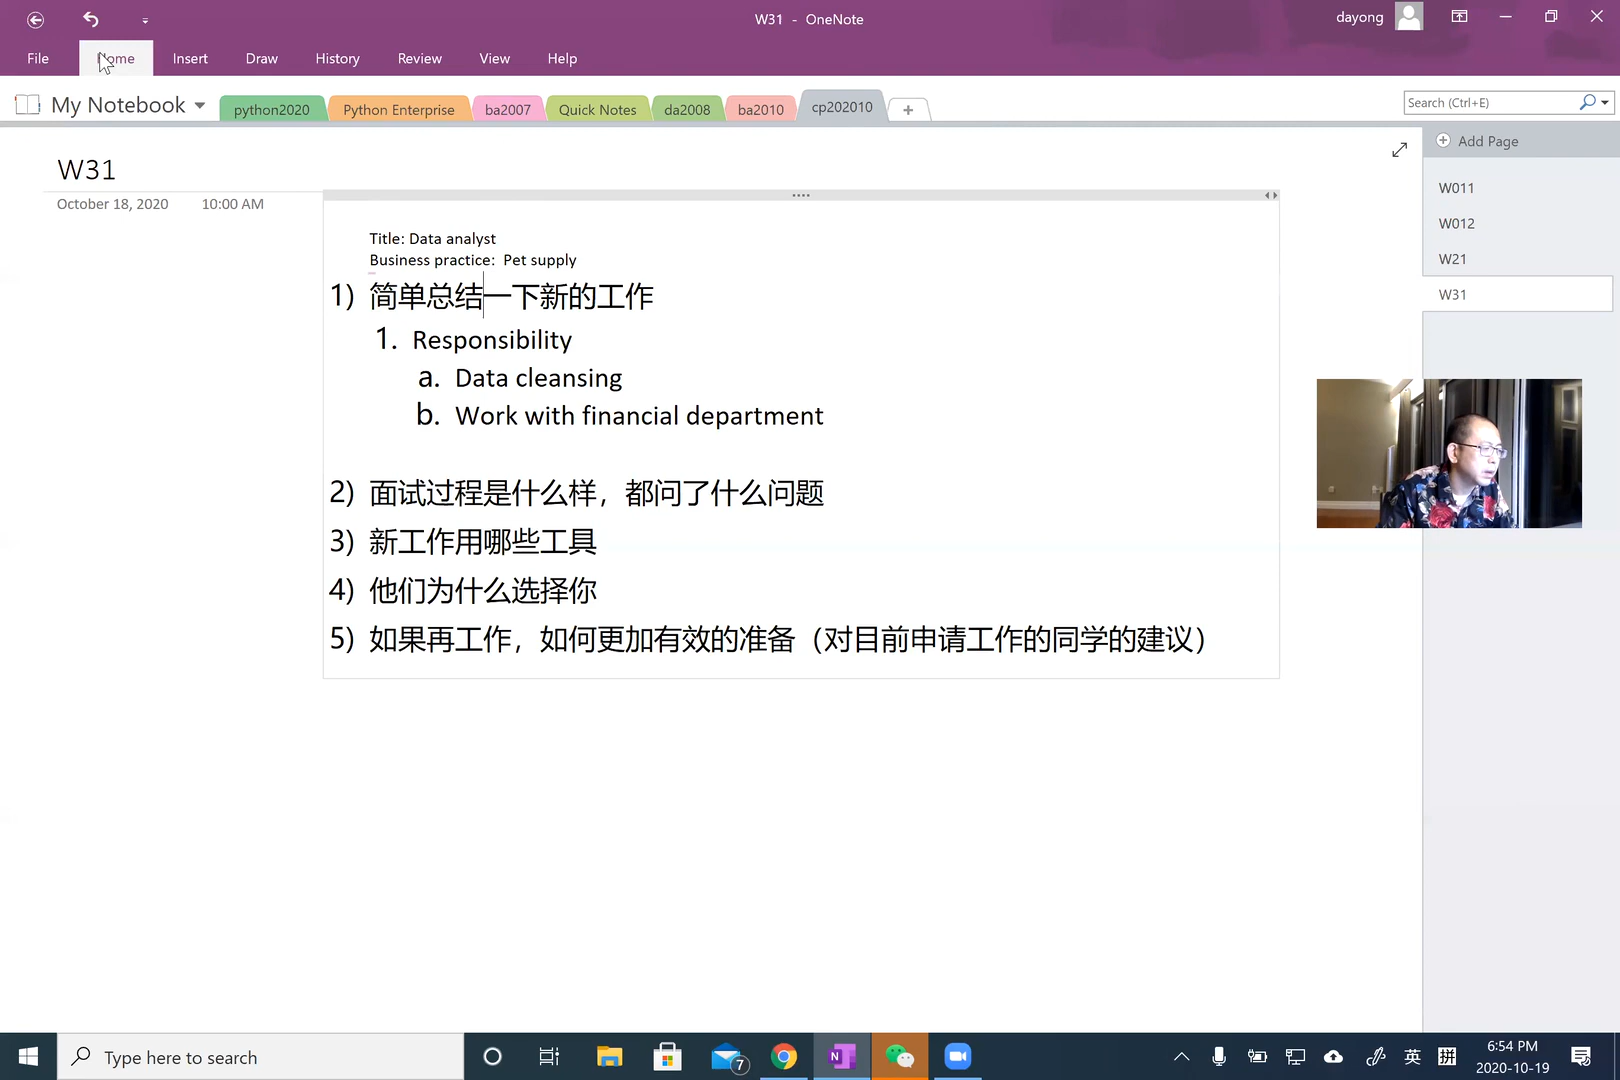 W31 - OneNote
dayong
File Home Insert Draw History Review View Help
My Notebook
python2020
Python Enterprise
ba2007
Quick Notes
da2008
ba2010
cp202010
Search (Ctrl+E)
Add Page
W31
October 18, 2020 10:00 AM
W011
W012
W21
W31
Title: Data analyst
Business practice: Pet supply
1) 简单总结一下新的工作
1. Responsibility
a. Data cleansing
b. Work with financial department
2) 面试过程是什么样，都问了什么问题
3) 新工作用哪些工具
4) 他们为什么选择你
5) 如果再工作，如何更加有效的准备（对目前申请工作的同学的建议）
Type here to search
7
N
英
拼
6:54 PM
2020-10-19